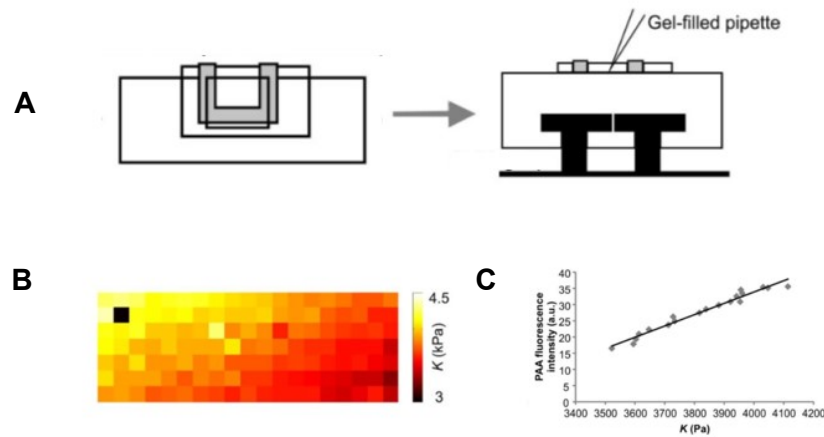 A
Gel-filled pipette
B
4.5
K (kPa)
3
C
PAA fluorescence
intensity (a.u.)
40
35
30
25
20
15
10
5
0
3400 3500 3600 3700 3800 3900 4000 4100 4200
K (Pa)